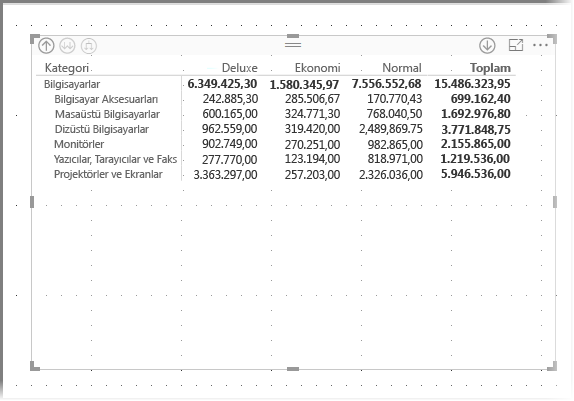 Kategori Deluxe Ekonomi Normal Toplam
Bilgisayarlar 6.349.425,30 1.580.345,97 7.556.552,68 15.486.323,95
Bilgisayar Aksesuarları 242.885,30 285.506,67 170.770,43 699.162,40
Masaüstü Bilgisayarlar 600.165,00 324.771,30 768.040,50 1.692.976,80
Dizüstü Bilgisayarlar 962.559,00 319.420,00 2,489,869.75 3.771.848,75
Monitörler 902.749,00 270.251,00 982.865,00 2.155.865,00
Yazıcılar, Tarayıcılar ve Faks 277.770,00 123.194,00 818.971,00 1.219.536,00
Projektörler ve Ekranlar 3.363.297,00 257.203,00 2.326.036,00 5.946.536,00